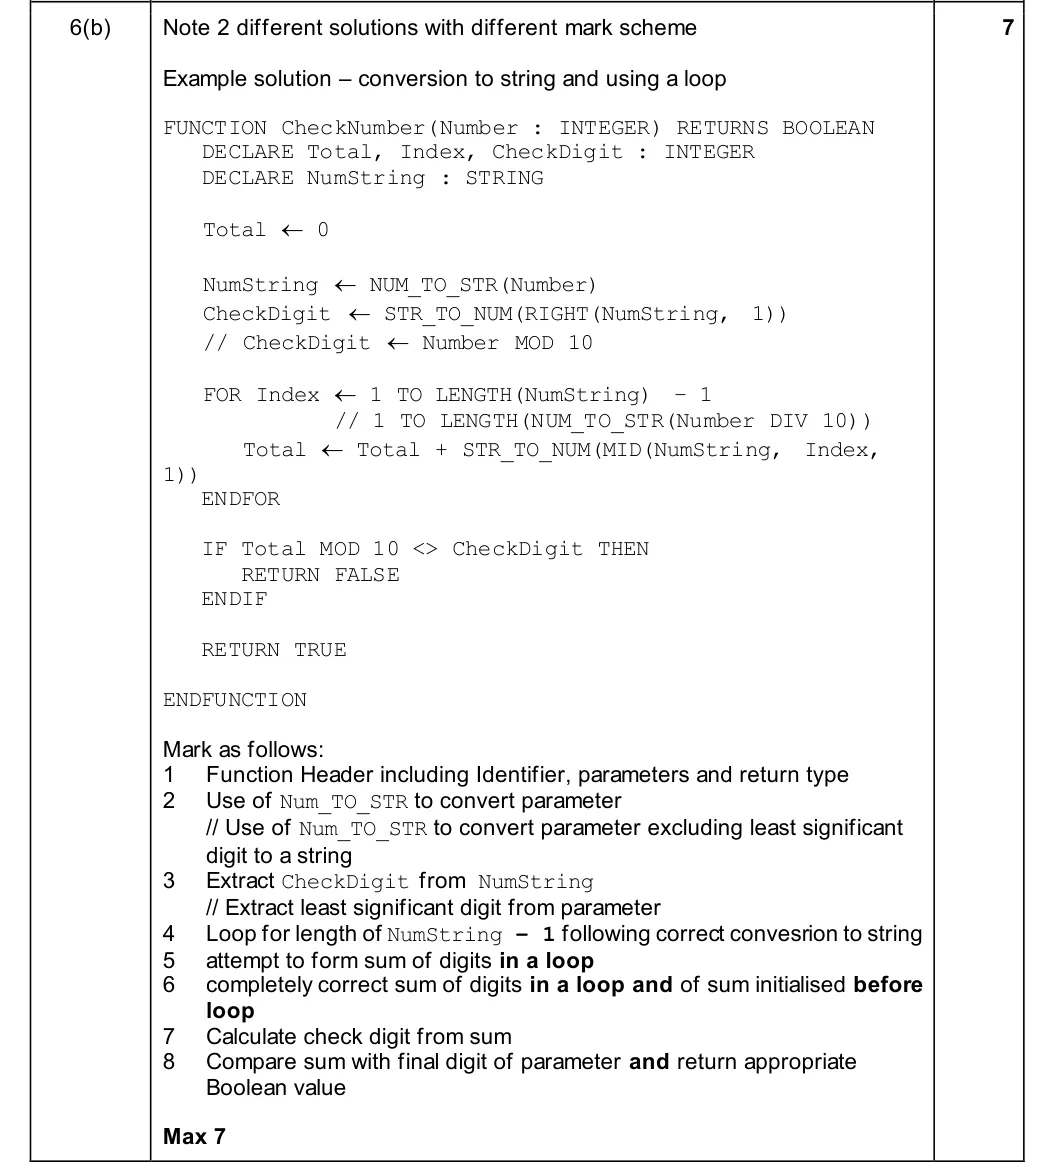 6(b)
Note 2 different solutions with different mark scheme
7
Example solution – conversion to string and using a loop
FUNCTION CheckNumber(Number : INTEGER) RETURNS BOOLEAN
DECLARE Total, Index, CheckDigit : INTEGER
DECLARE NumString : STRING
Total ← 0
NumString ← NUM_TO_STR(Number)
CheckDigit ← STR_TO_NUM(RIGHT(NumString, 1))
// CheckDigit ← Number MOD 10
FOR Index ← 1 TO LENGTH(NumString) – 1
// 1 TO LENGTH(NUM_TO_STR(Number DIV 10))
Total ← Total + STR_TO_NUM(MID(NumString, Index,
1))
ENDFOR
IF Total MOD 10 <> CheckDigit THEN
RETURN FALSE
ENDIF
RETURN TRUE
ENDFUNCTION
Mark as follows:
1 Function Header including Identifier, parameters and return type
2 Use of Num_TO_STR to convert parameter
// Use of Num_TO_STR to convert parameter excluding least significant
digit to a string
3 Extract CheckDigit from NumString
// Extract least significant digit from parameter
4 Loop for length of NumString – 1 following correct convesrion to string
5 attempt to form sum of digits in a loop
6 completely correct sum of digits in a loop and of sum initialised before
loop
7 Calculate check digit from sum
8 Compare sum with final digit of parameter and return appropriate
Boolean value
Max 7